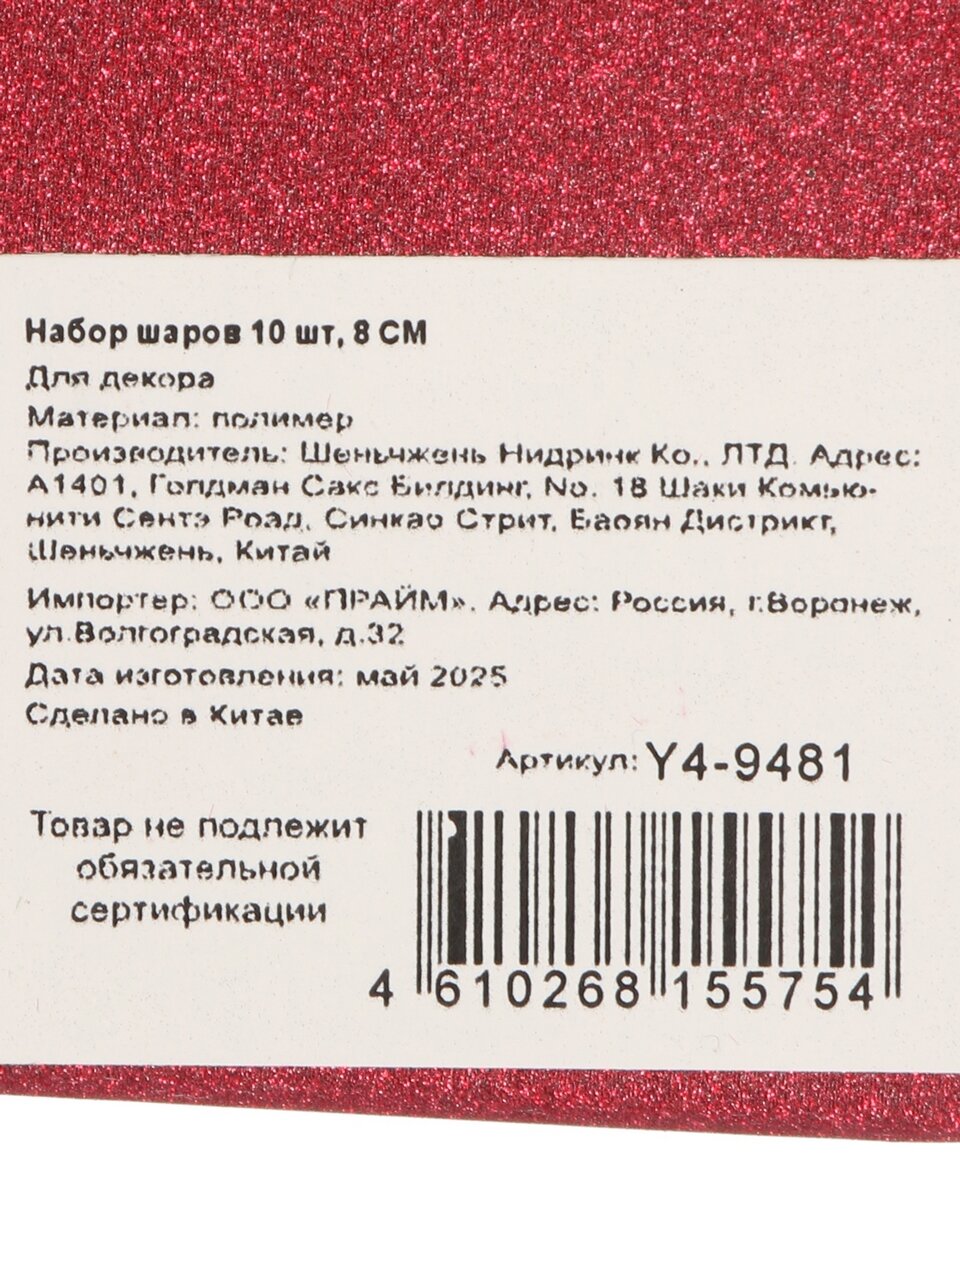 Набор шаров 10 шт, 8 СМ
Для декора
Материал: полимер
Производитель: Шеньчжень Нидринк Ко., ЛТД. Адрес:
А1401, Голдман Сакс Билдинг, No. 18 Шаки Комью-
нити Сентэ Роад, Синкао Стрит, Баоян Дистрикт,
Шеньчжень, Китай
Импортер: ООО «ПРАЙМ». Адрес: Россия, г.Воронеж,
ул.Волгоградская, д.32
Дата изготовления: май 2025
Сделано в Китае
Артикул: Y4-9481
Товар не подлежит
обязательной
сертификации
4 610268 155754